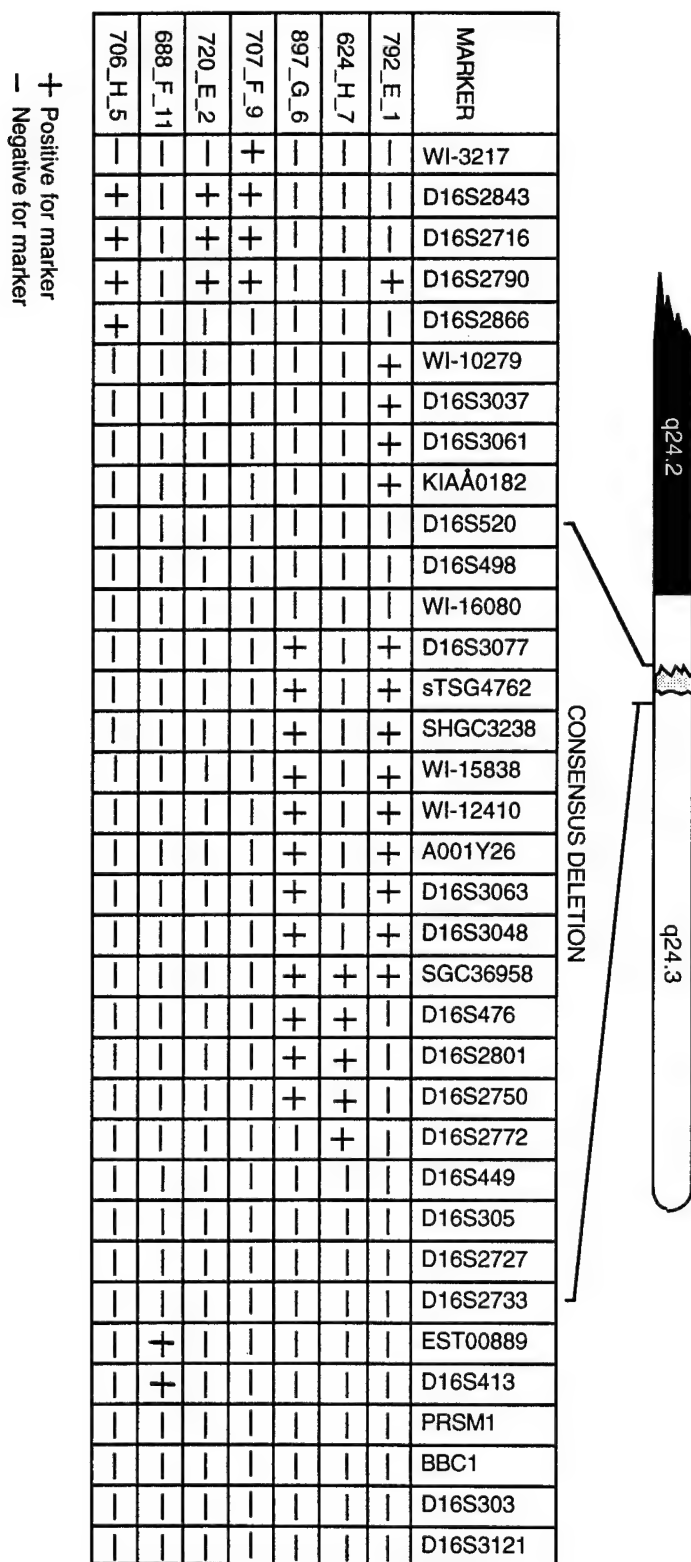 q24.2 q24.3
CONSENSUS DELETION
MARKER WI-3217 D16S2843 D16S2716 D16S2790 D16S2866 WI-10279 D16S3037 D16S3061 KIAÅ0182 D16S520 D16S498 WI-16080 D16S3077 sTSG4762 SHGC3238 WI-15838 WI-12410 A001Y26 D16S3063 D16S3048 SGC36958 D16S476 D16S2801 D16S2750 D16S2772 D16S449 D16S305 D16S2727 D16S2733 EST00889 D16S413 PRSM1 BBC1 D16S303 D16S3121
792_E_1 − − − + − + + + + − − − + + + + + + + + + − − − − − − − − − − − − − −
624_H_7 − − − − − − − − − − − − − − − − − − − − + + + + + − − − − − − − − − −
897_G_6 − − − − − − − − − − − − + + + + + + + + + + + + − − − − − − − − − − −
707_F_9 + + + + − − − − − − − − − − − − − − − − − − − − − − − − − − − − − − −
720_E_2 − + + + − − − − − − − − − − − − − − − − − − − − − − − − − − − − − − −
688_F_11 − − − − − − − − − − − − − − − − − − − − − − − − − − − − − + + − − − −
706_H_5 − + + + + − − − − − − − − − − − − − − − − − − − − − − − − − − − − − −
+ Positive for marker
− Negative for marker